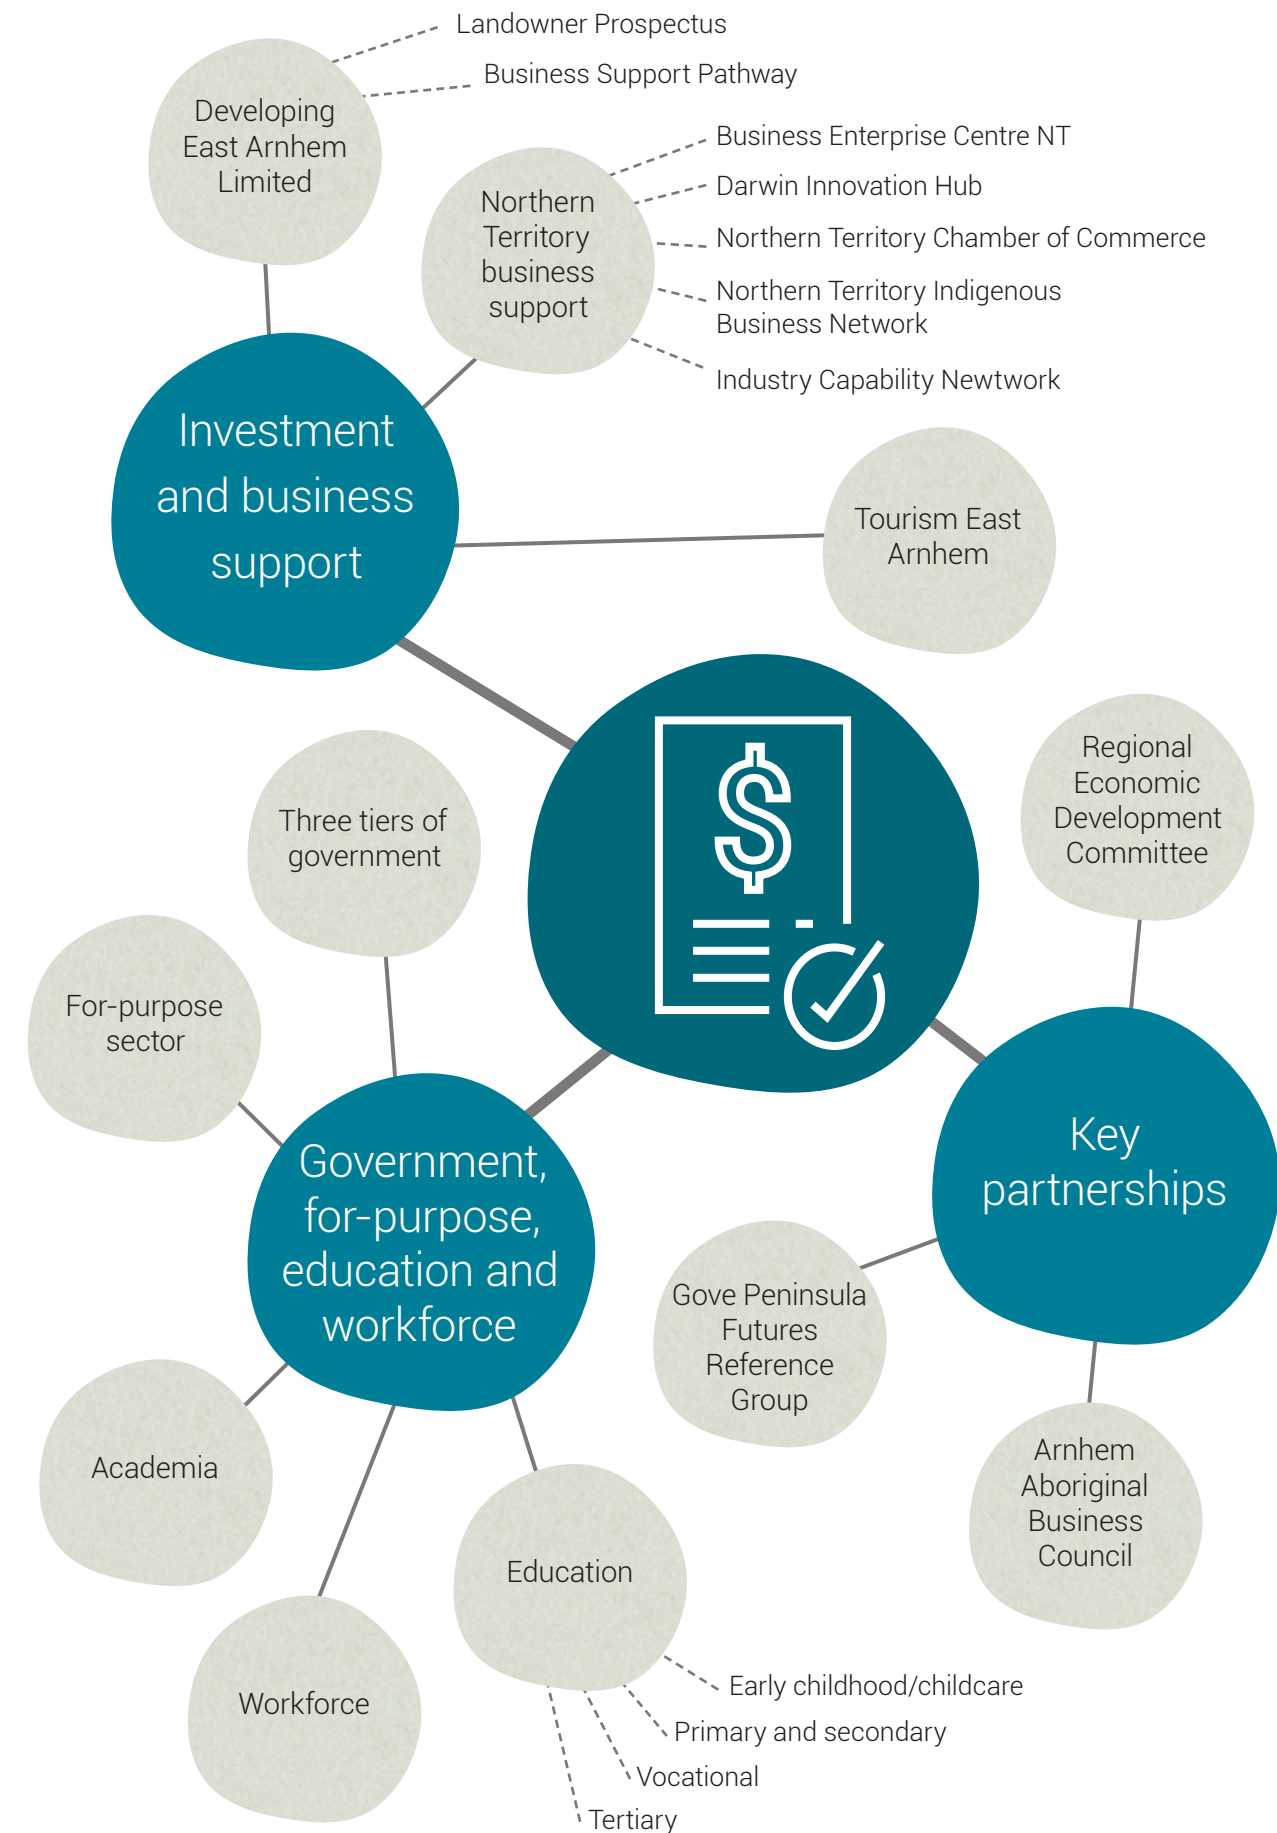 Landowner Prospectus
Business Support Pathway
Developing
East Arnhem
Limited
Business Enterprise Centre NT
Darwin Innovation Hub
Northern Territory Chamber of Commerce
Northern Territory Indigenous
Business Network
Industry Capability Newtwork
Northern
Territory
business
support
Investment
and business
support
Tourism East
Arnhem
$
Regional
Economic
Development
Committee
Three tiers of
government
For-purpose
sector
Government,
for-purpose,
education and
workforce
Key
partnerships
Gove Peninsula
Futures
Reference
Group
Arnhem
Aboriginal
Business
Council
Academia
Education
Workforce
Early childhood/childcare
Primary and secondary
Vocational
Tertiary